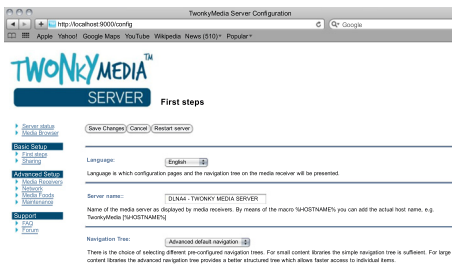 TwonkyMedia Server Configuration
http://localhost:9000/config
Google
Apple Yahoo! Google Maps YouTube Wikipedia News (510) Popular
TWONKYMEDIA™
SERVER
First steps
Server status
Media Browser
Save Changes Cancel Restart server
Basic Setup
First steps
Sharing
Advanced Setup
Media Receivers
Network
Media Feeds
Maintenance
Support
FAQ
Forum
Language: English
Language is which configuration pages and the navigation tree on the media receiver will be presented.
Server name: DLNA4 - TWONKY MEDIA SERVER
Name of the media server as displayed by media receivers. By means of the macro %HOSTNAME% you can add the actual host name, e.g.
TwonkyMedia [%HOSTNAME%]
Navigation Tree: Advanced default navigation
There is the choice of selecting different pre-configured navigation trees. For small content libraries the simple navigation tree is sufficient. For large
content libraries the advanced navigation tree provides a better structured tree which allows faster access to individual items.